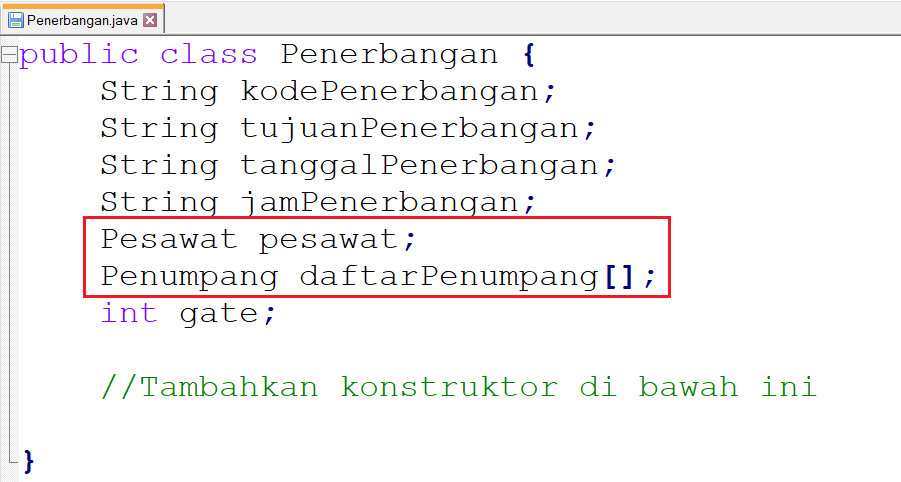 Penerbangan.java
public class Penerbangan {
String kodePenerbangan;
String tujuanPenerbangan;
String tanggalPenerbangan;
String jamPenerbangan;
Pesawat pesawat;
Penumpang daftarPenumpang[];
int gate;
//Tambahkan konstruktor di bawah ini
}